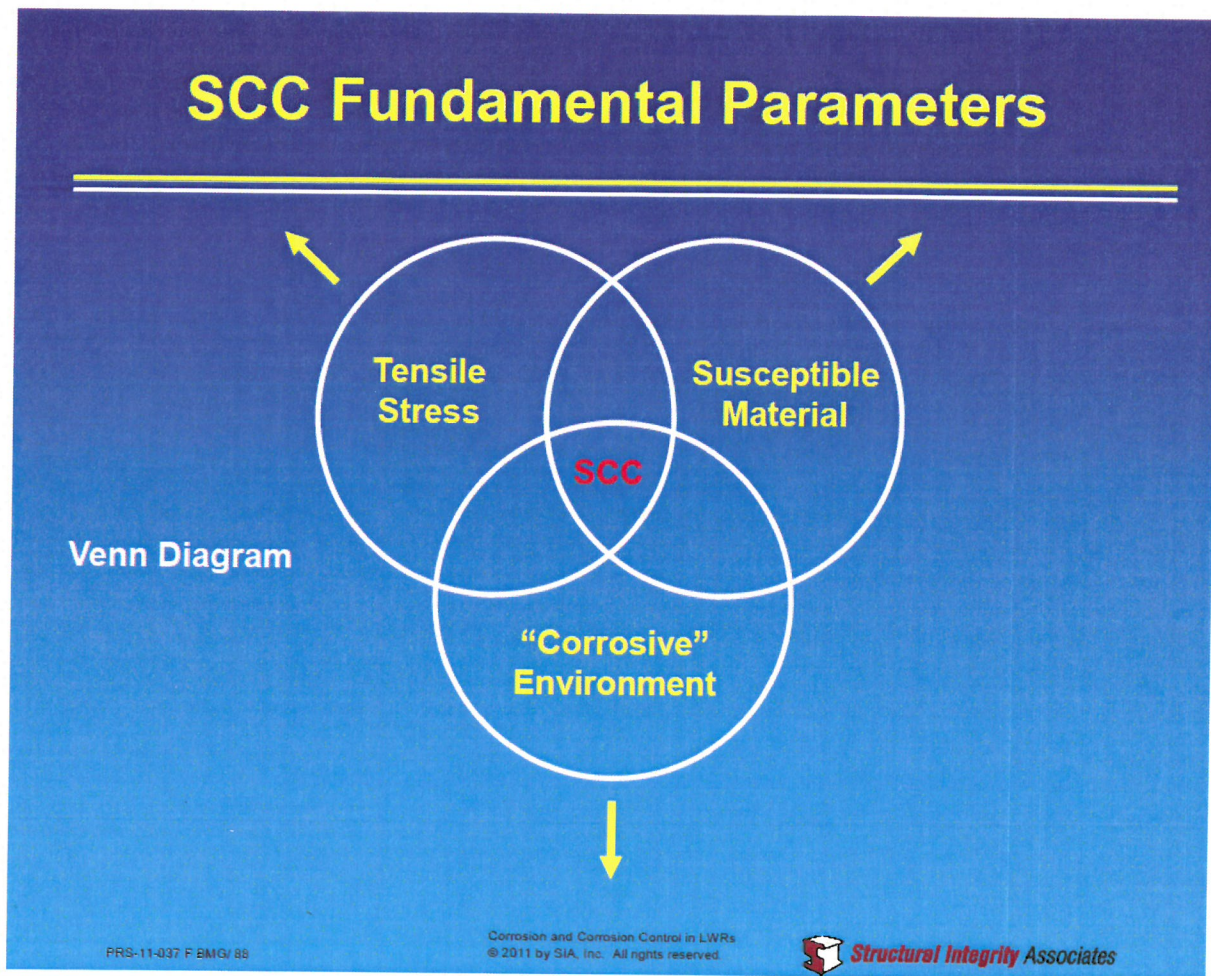 SCC Fundamental Parameters
Tensile
Stress
Susceptible
Material
SCC
Venn Diagram
“Corrosive”
Environment
PRS-11-037 F BMG/ 88
Corrosion and Corrosion Control in LWRs
© 2011 by SIA, Inc. All rights reserved.
Structural Integrity Associates